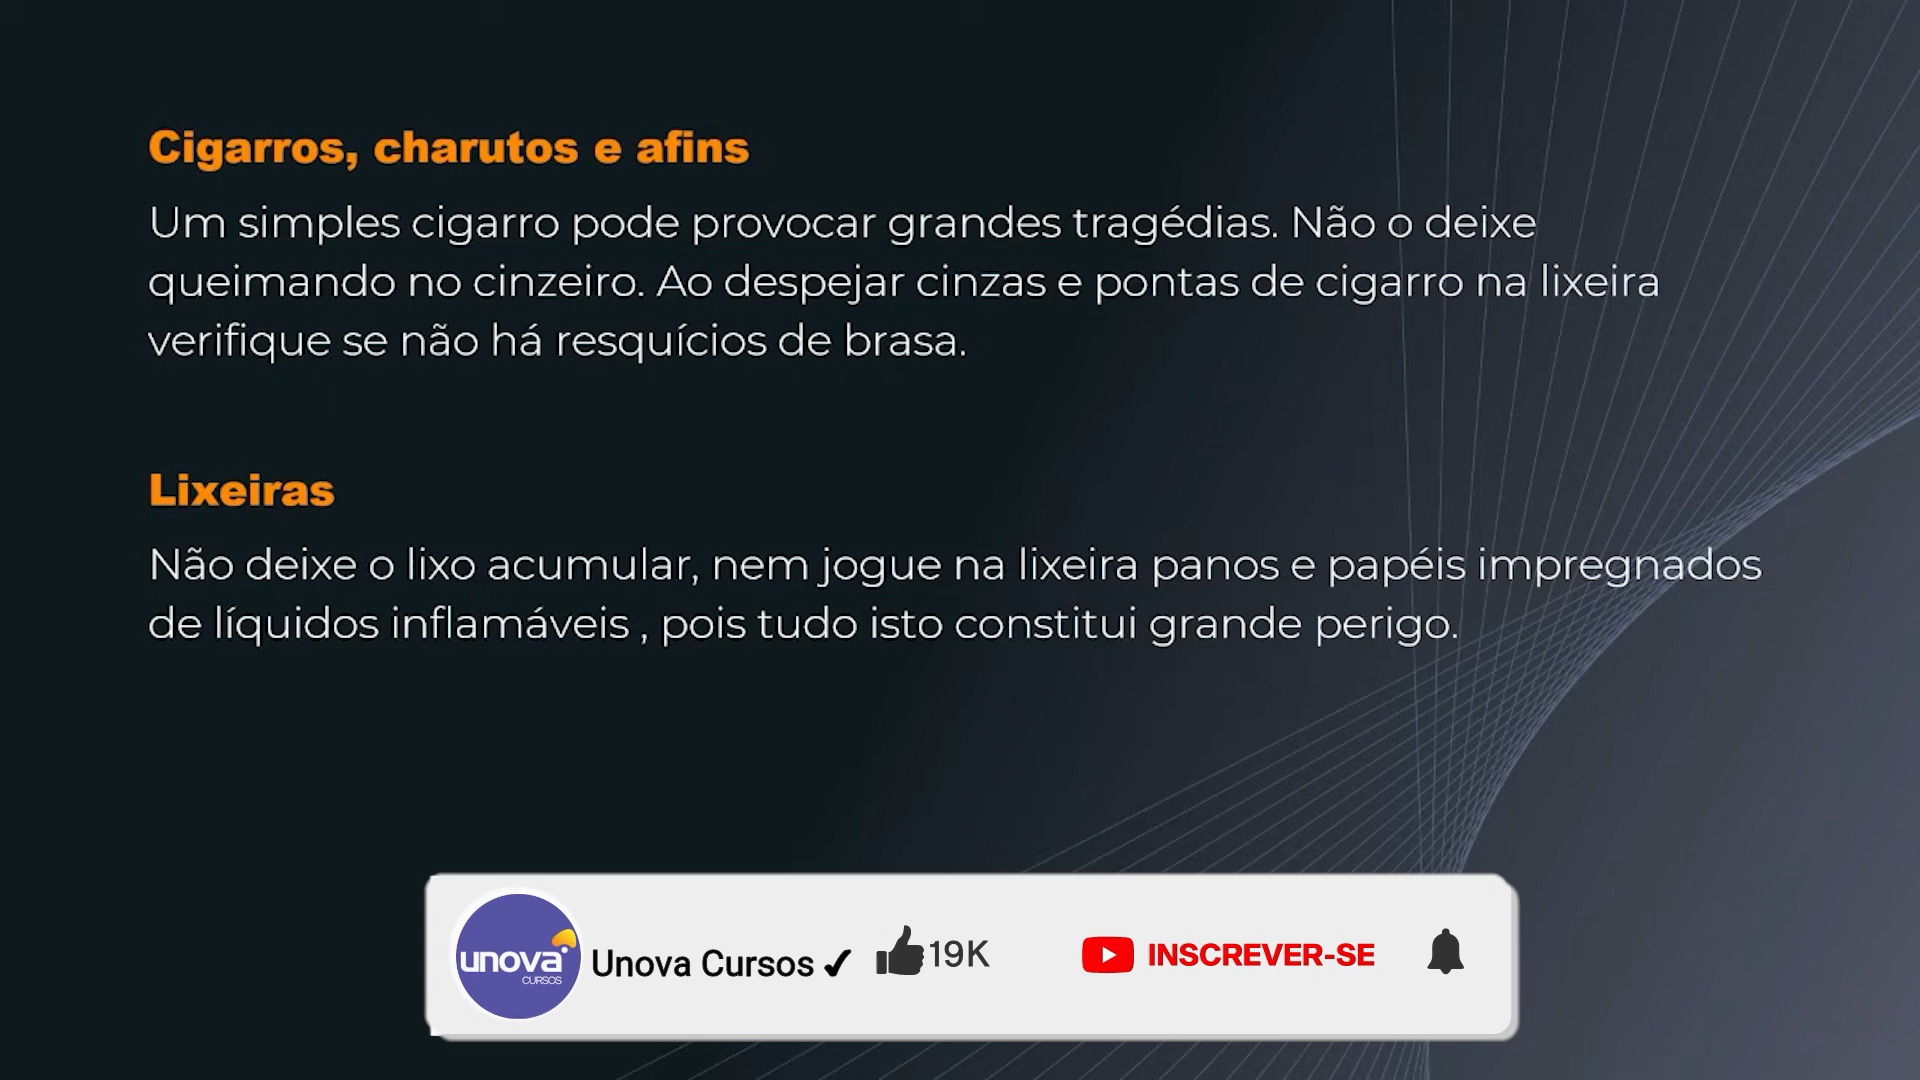 Cigarros, charutos e afins
Um simples cigarro pode provocar grandes tragédias. Não o deixe
queimando no cinzeiro. Ao despejar cinzas e pontas de cigarro na lixeira
verifique se não há resquícios de brasa.
Lixeiras
Não deixe o lixo acumular, nem jogue na lixeira panos e papéis impregnados
de líquidos inflamáveis , pois tudo isto constitui grande perigo.
unova
CURSOS
Unova Cursos ✓ 19K INSCREVER-SE